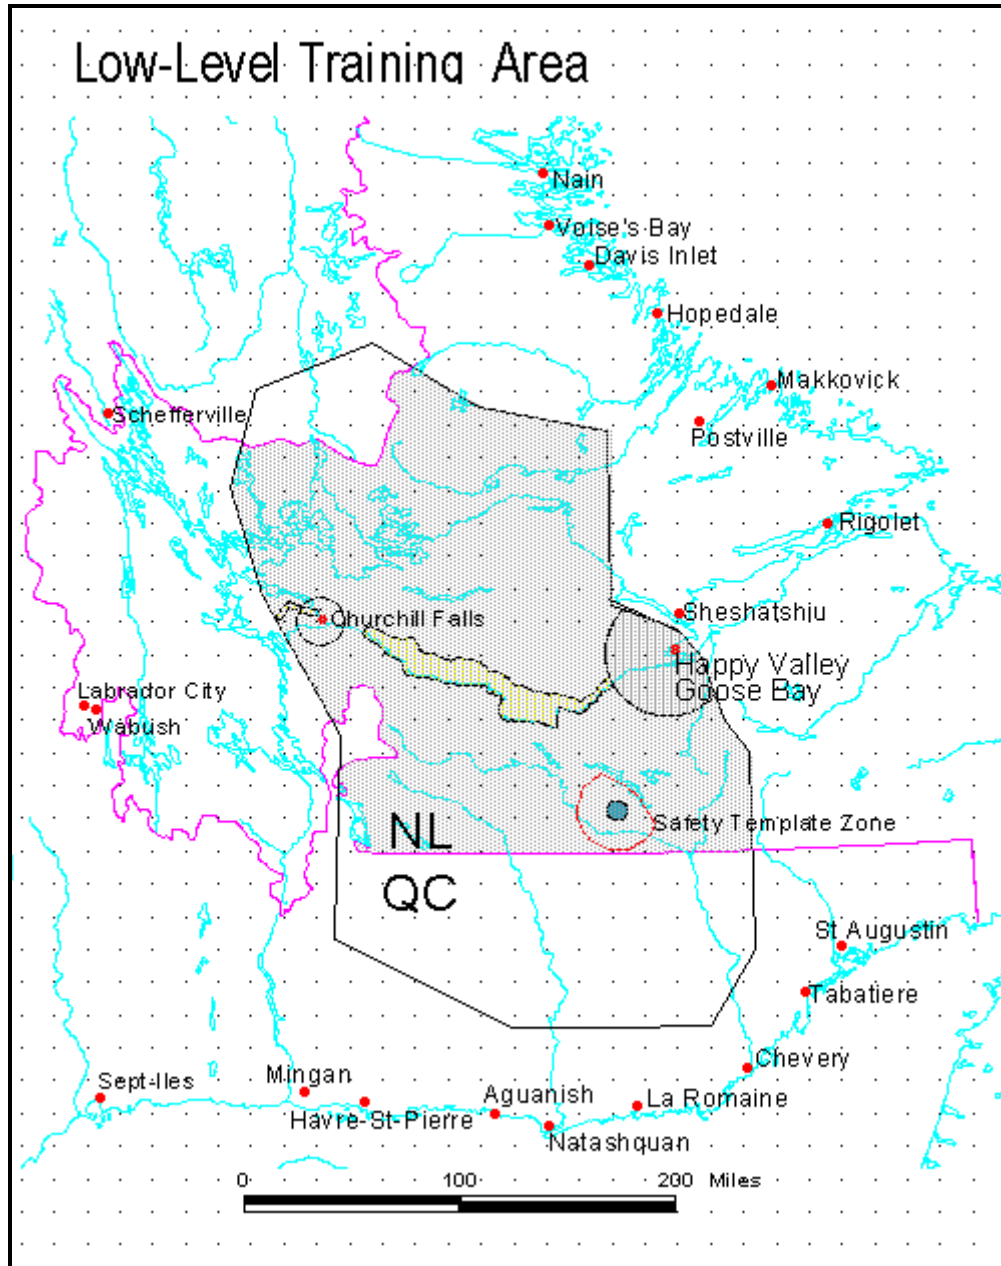 Low-Level Training Area
Nain
Voise's Bay
Davis Inlet
Hopedale
Makkovick
Schefferville
Postville
Rigolet
Churchill Falls
Sheshatshiu
Happy Valley
Goose Bay
Labrador City
Wabush
Safety Template Zone
NL
QC
St Augustin
Tabatiere
Chevery
Sept-Iles
Mingan
Havre-St-Pierre
Aguanish
La Romaine
Natashquan
0 100 200 Miles